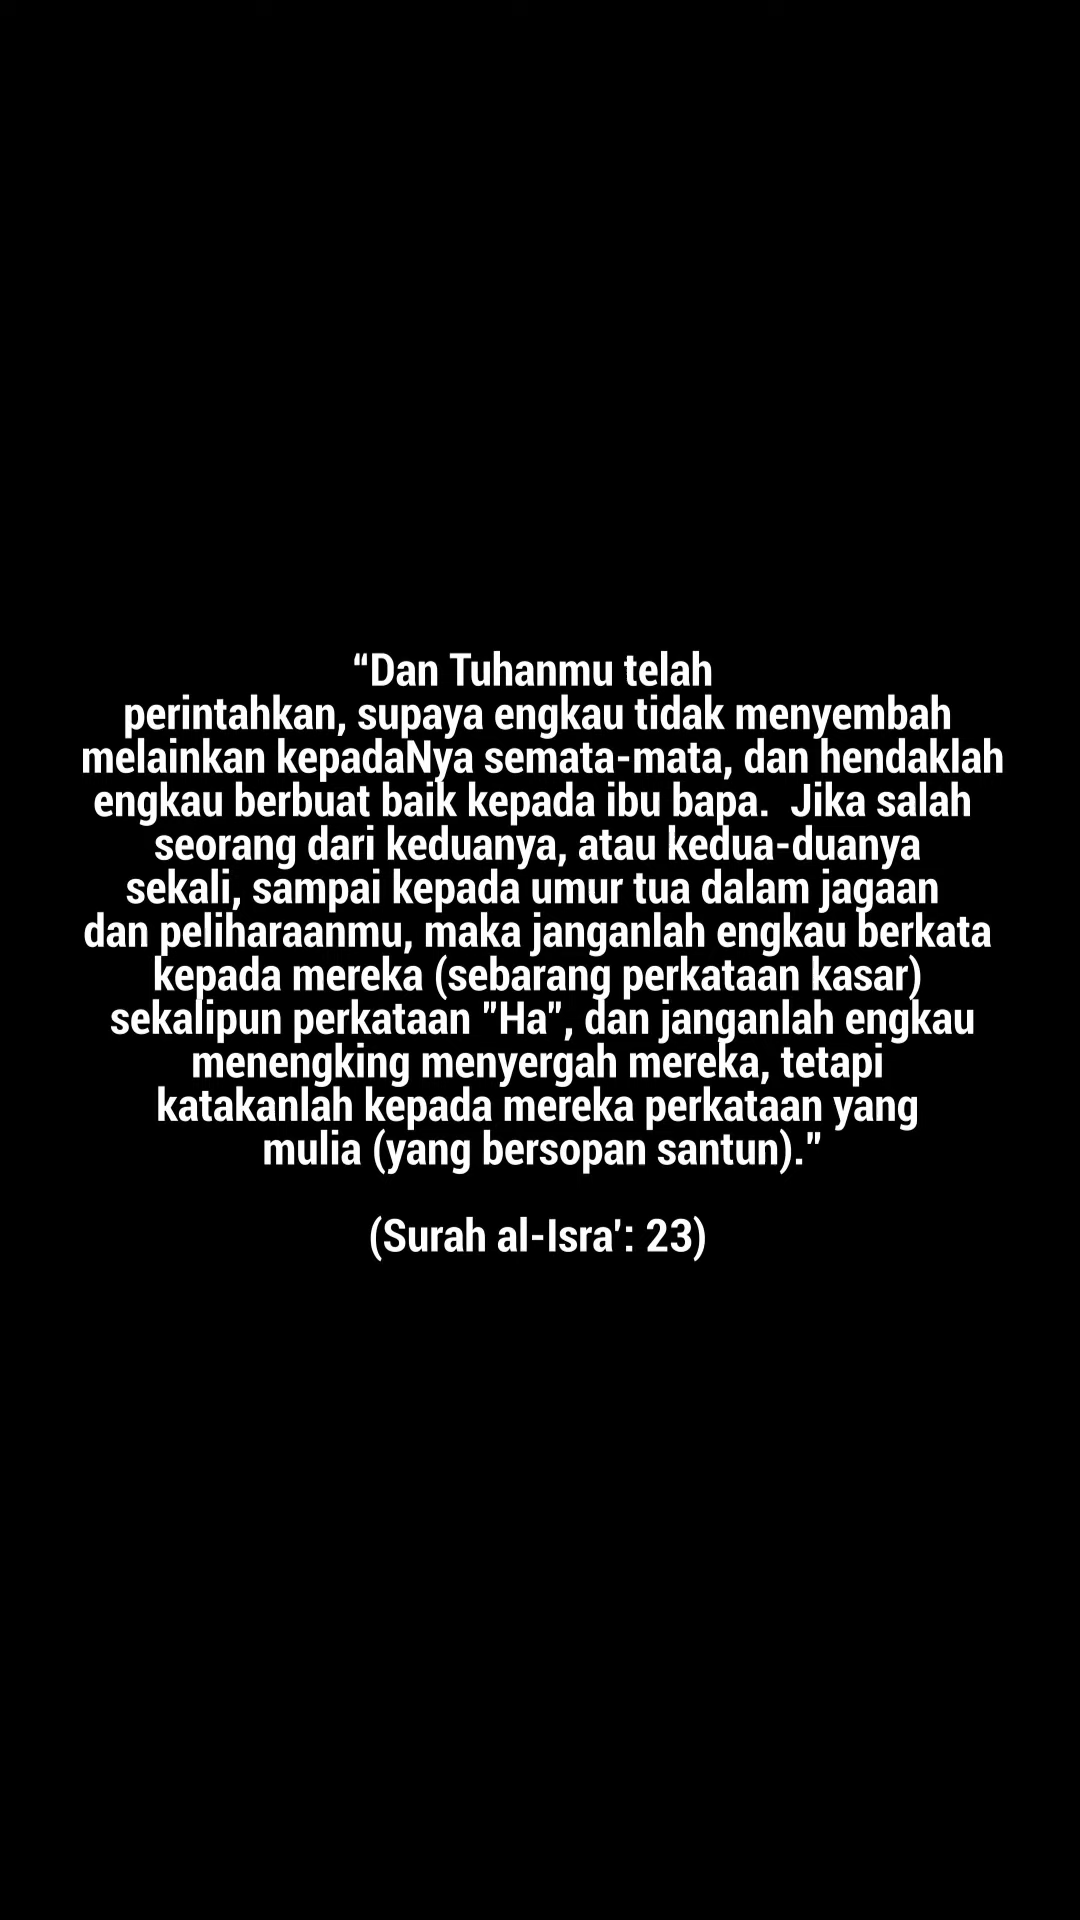 “Dan Tuhanmu telah
perintahkan, supaya engkau tidak menyembah
melainkan kepadaNya semata-mata, dan hendaklah
engkau berbuat baik kepada ibu bapa.  Jika salah
seorang dari keduanya, atau kedua-duanya
sekali, sampai kepada umur tua dalam jagaan
dan peliharaanmu, maka janganlah engkau berkata
kepada mereka (sebarang perkataan kasar)
sekalipun perkataan "Ha", dan janganlah engkau
menengking menyergah mereka, tetapi
katakanlah kepada mereka perkataan yang
mulia (yang bersopan santun)."
(Surah al-Isra': 23)